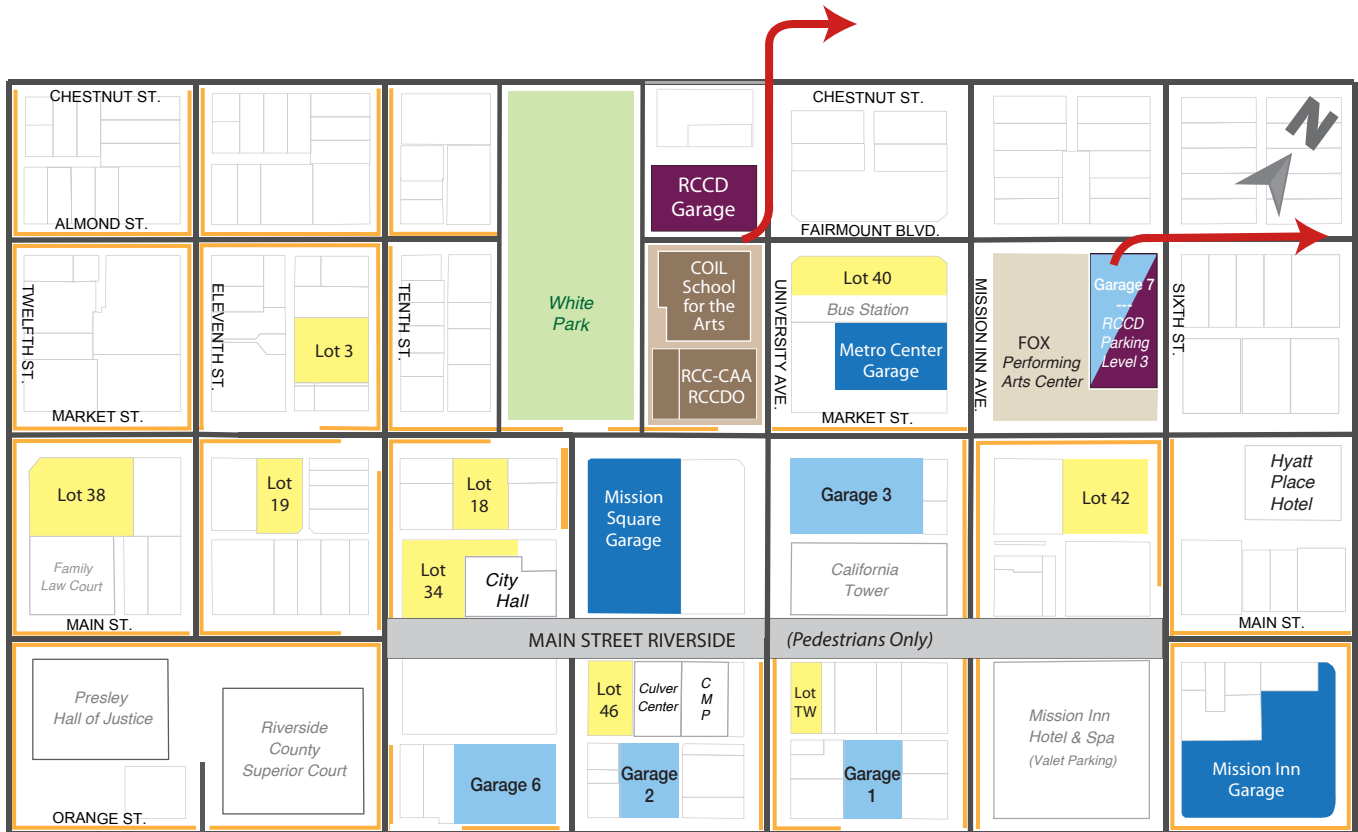 CHESTNUT ST.
CHESTNUT ST.
N
RCCD
Garage
ALMOND ST.
FAIRMOUNT BLVD.
TWELFTH ST.
ELEVENTH ST.
Lot 3
TENTH ST.
White
Park
COIL
School
for the
Arts
RCC-CAA
RCCDO
UNIVERSITY AVE.
Lot 40
Bus Station
Metro Center
Garage
MISSION INN AVE.
FOX
Performing
Arts Center
Garage 7
---
RCCD
Parking
Level 3
SIXTH ST.
MARKET ST.
MARKET ST.
Lot 38
Family
Law Court
Lot
19
Lot
18
Lot
34
City
Hall
Mission
Square
Garage
Garage 3
California
Tower
Lot 42
Hyatt
Place
Hotel
MAIN ST.
MAIN STREET RIVERSIDE (Pedestrians Only)
MAIN ST.
Presley
Hall of Justice
Riverside
County
Superior Court
Garage 6
Lot
46
Culver
Center
C
M
P
Garage
2
Lot
TW
Garage
1
Mission Inn
Hotel & Spa
(Valet Parking)
Mission Inn
Garage
ORANGE ST.